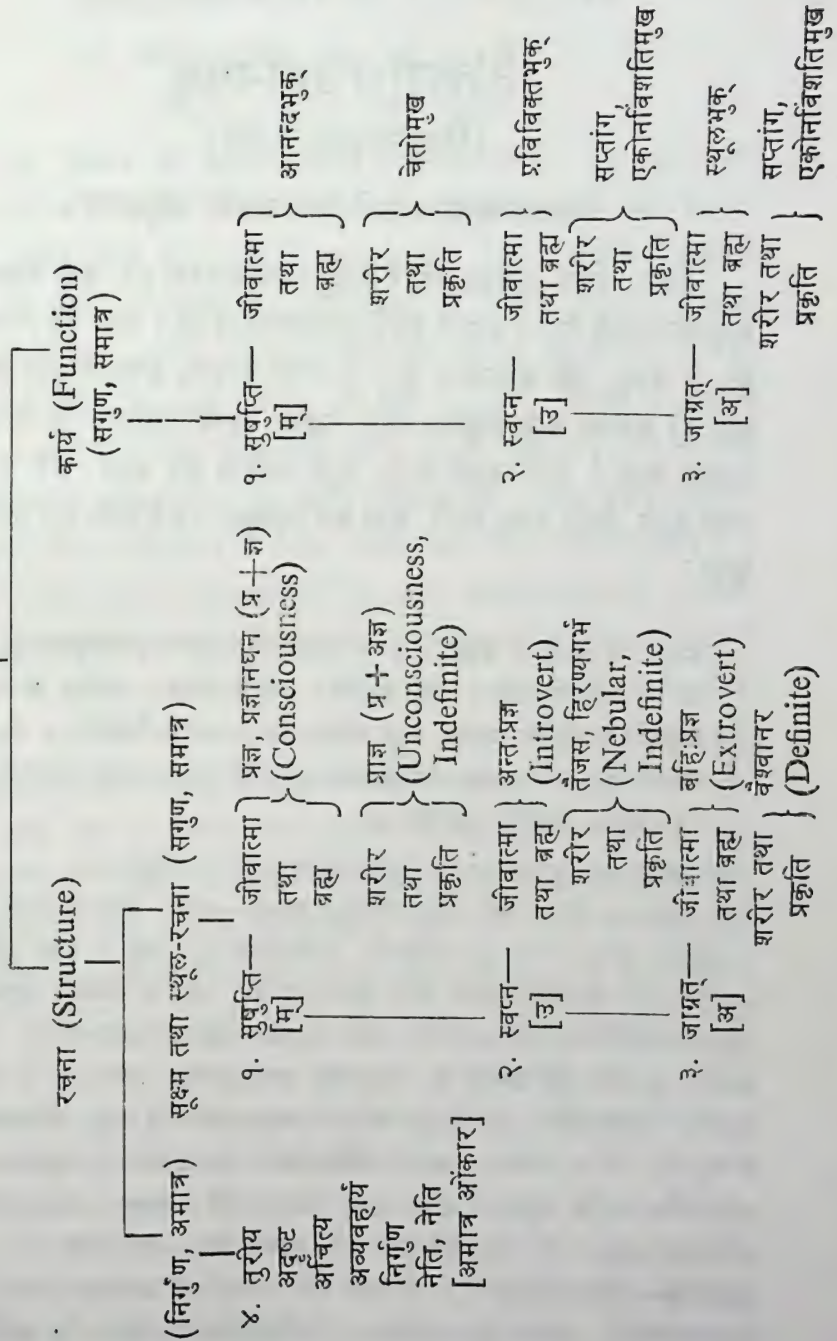 रचना (Structure)
कार्य (Function)
(सगुण, समात्र)
(निर्गुण, अमात्र)
सूक्ष्म तथा स्थूल-रचना (सगुण, समात्र)
४. तुरीय
अदृष्ट
अचिंत्य
अव्यवहार्य
निर्गुण
नेति, नेति
[अमात्र ओंकार]
१. सुषुप्ति—
[म्]
जीवात्मा
तथा
ब्रह्म
प्रज्ञ, प्रज्ञानघन (प्र+ज्ञ)
(Consciousness)
शरीर
तथा
प्रकृति
प्राज्ञ (प्र+अज्ञ)
(Unconsciousness,
Indefinite)
२. स्वप्न—
[उ]
जीवात्मा
तथा ब्रह्म
अन्तःप्रज्ञ
(Introvert)
शरीर
तथा
प्रकृति
तैजस, हिरण्यगर्भ
(Nebular,
Indefinite)
३. जाग्रत्—
[अ]
जीवात्मा
तथा ब्रह्म
बहिःप्रज्ञ
(Extrovert)
शरीर तथा
प्रकृति
वैश्वानर
(Definite)
१. सुषुप्ति—
[म्]
जीवात्मा
तथा
ब्रह्म
आनन्दभुक्
शरीर
तथा
प्रकृति
चेतोमुख
२. स्वप्न—
[उ]
जीवात्मा
तथा ब्रह्म
प्रविविक्तभुक्
शरीर
तथा
प्रकृति
सप्तांग,
एकोनविंशतिमुख
३. जाग्रत्—
[अ]
जीवात्मा
तथा ब्रह्म
स्थूलभुक्
शरीर तथा
प्रकृति
सप्तांग,
एकोनविंशतिमुख